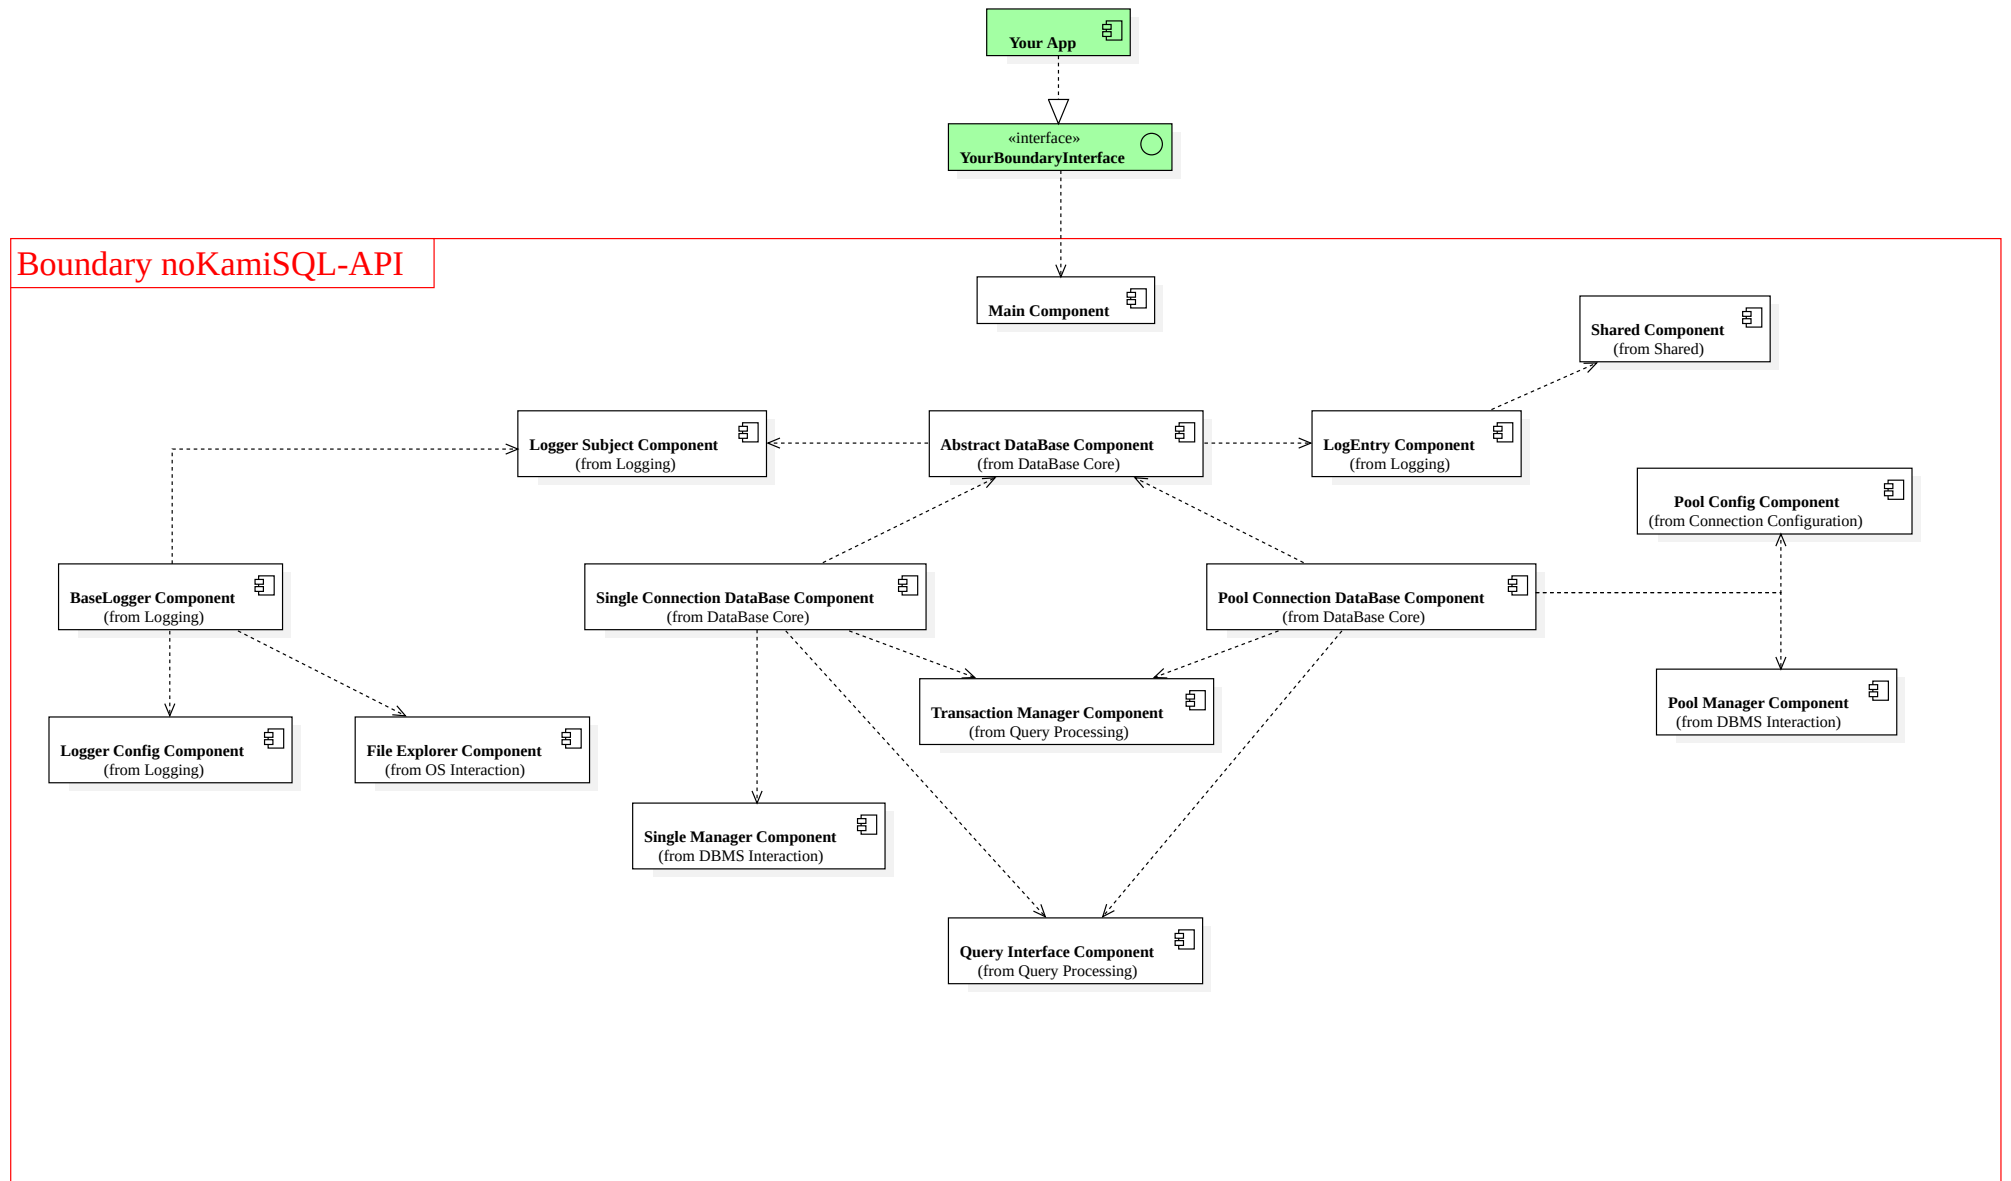 Your App
«interface»
YourBoundaryInterface
Boundary noKamiSQL-API
Main Component
Shared Component
(from Shared)
Logger Subject Component
(from Logging)
Abstract DataBase Component
(from DataBase Core)
LogEntry Component
(from Logging)
Pool Config Component
(from Connection Configuration)
BaseLogger Component
(from Logging)
Single Connection DataBase Component
(from DataBase Core)
Pool Connection DataBase Component
(from DataBase Core)
Transaction Manager Component
(from Query Processing)
Pool Manager Component
(from DBMS Interaction)
Logger Config Component
(from Logging)
File Explorer Component
(from OS Interaction)
Single Manager Component
(from DBMS Interaction)
Query Interface Component
(from Query Processing)